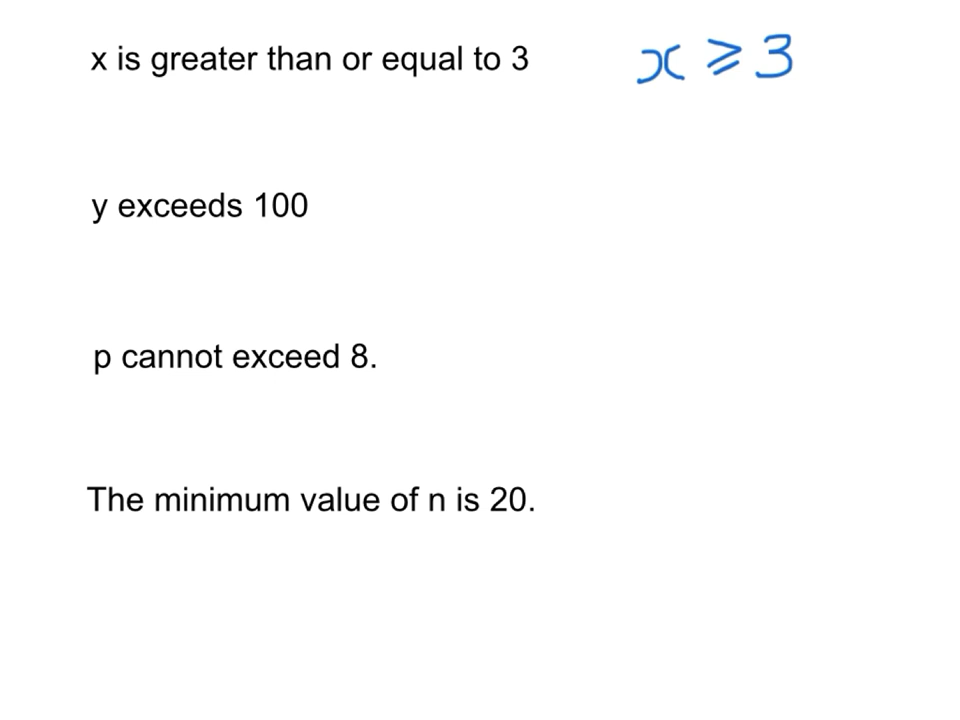 x is greater than or equal to 3 x ⩾ 3
y exceeds 100
p cannot exceed 8.
The minimum value of n is 20.